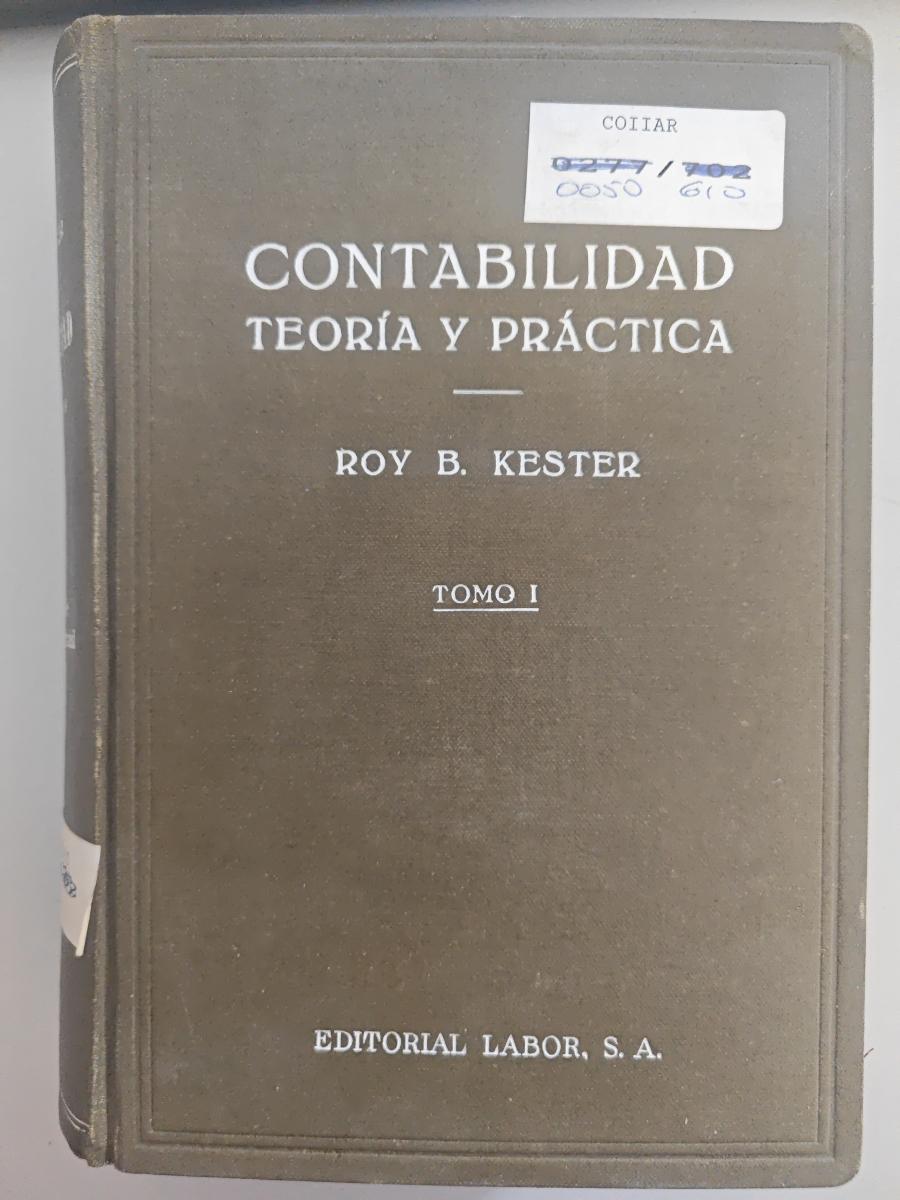 COIIAR
0277/702
0050 610
CONTABILIDAD
TEORÍA Y PRÁCTICA
ROY B. KESTER
TOMO I
EDITORIAL LABOR, S. A.